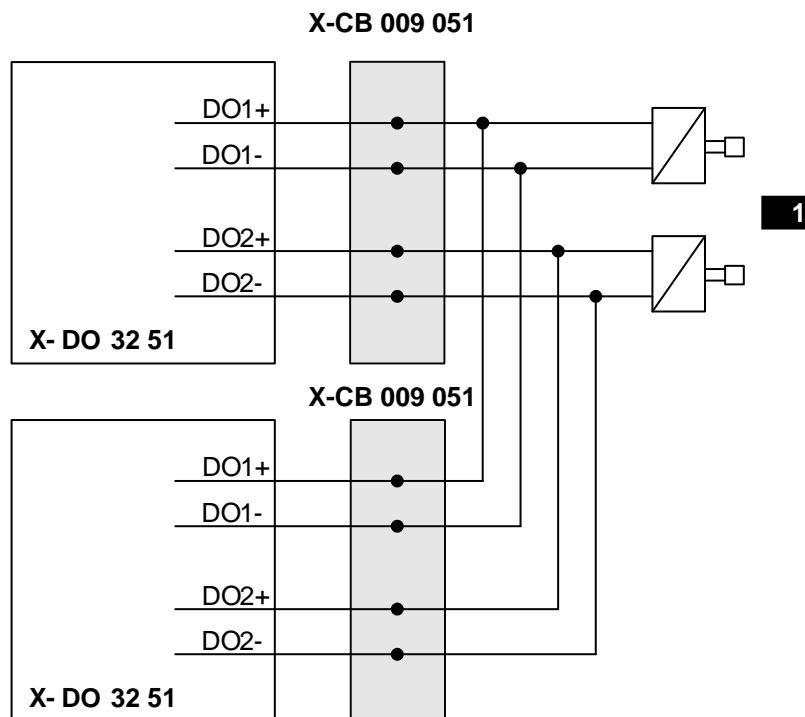 X-CB 009 051
DO1+
DO1-
1
DO2+
DO2-
X- DO 32 51
X-CB 009 051
DO1+
DO1-
DO2+
DO2-
X- DO 32 51